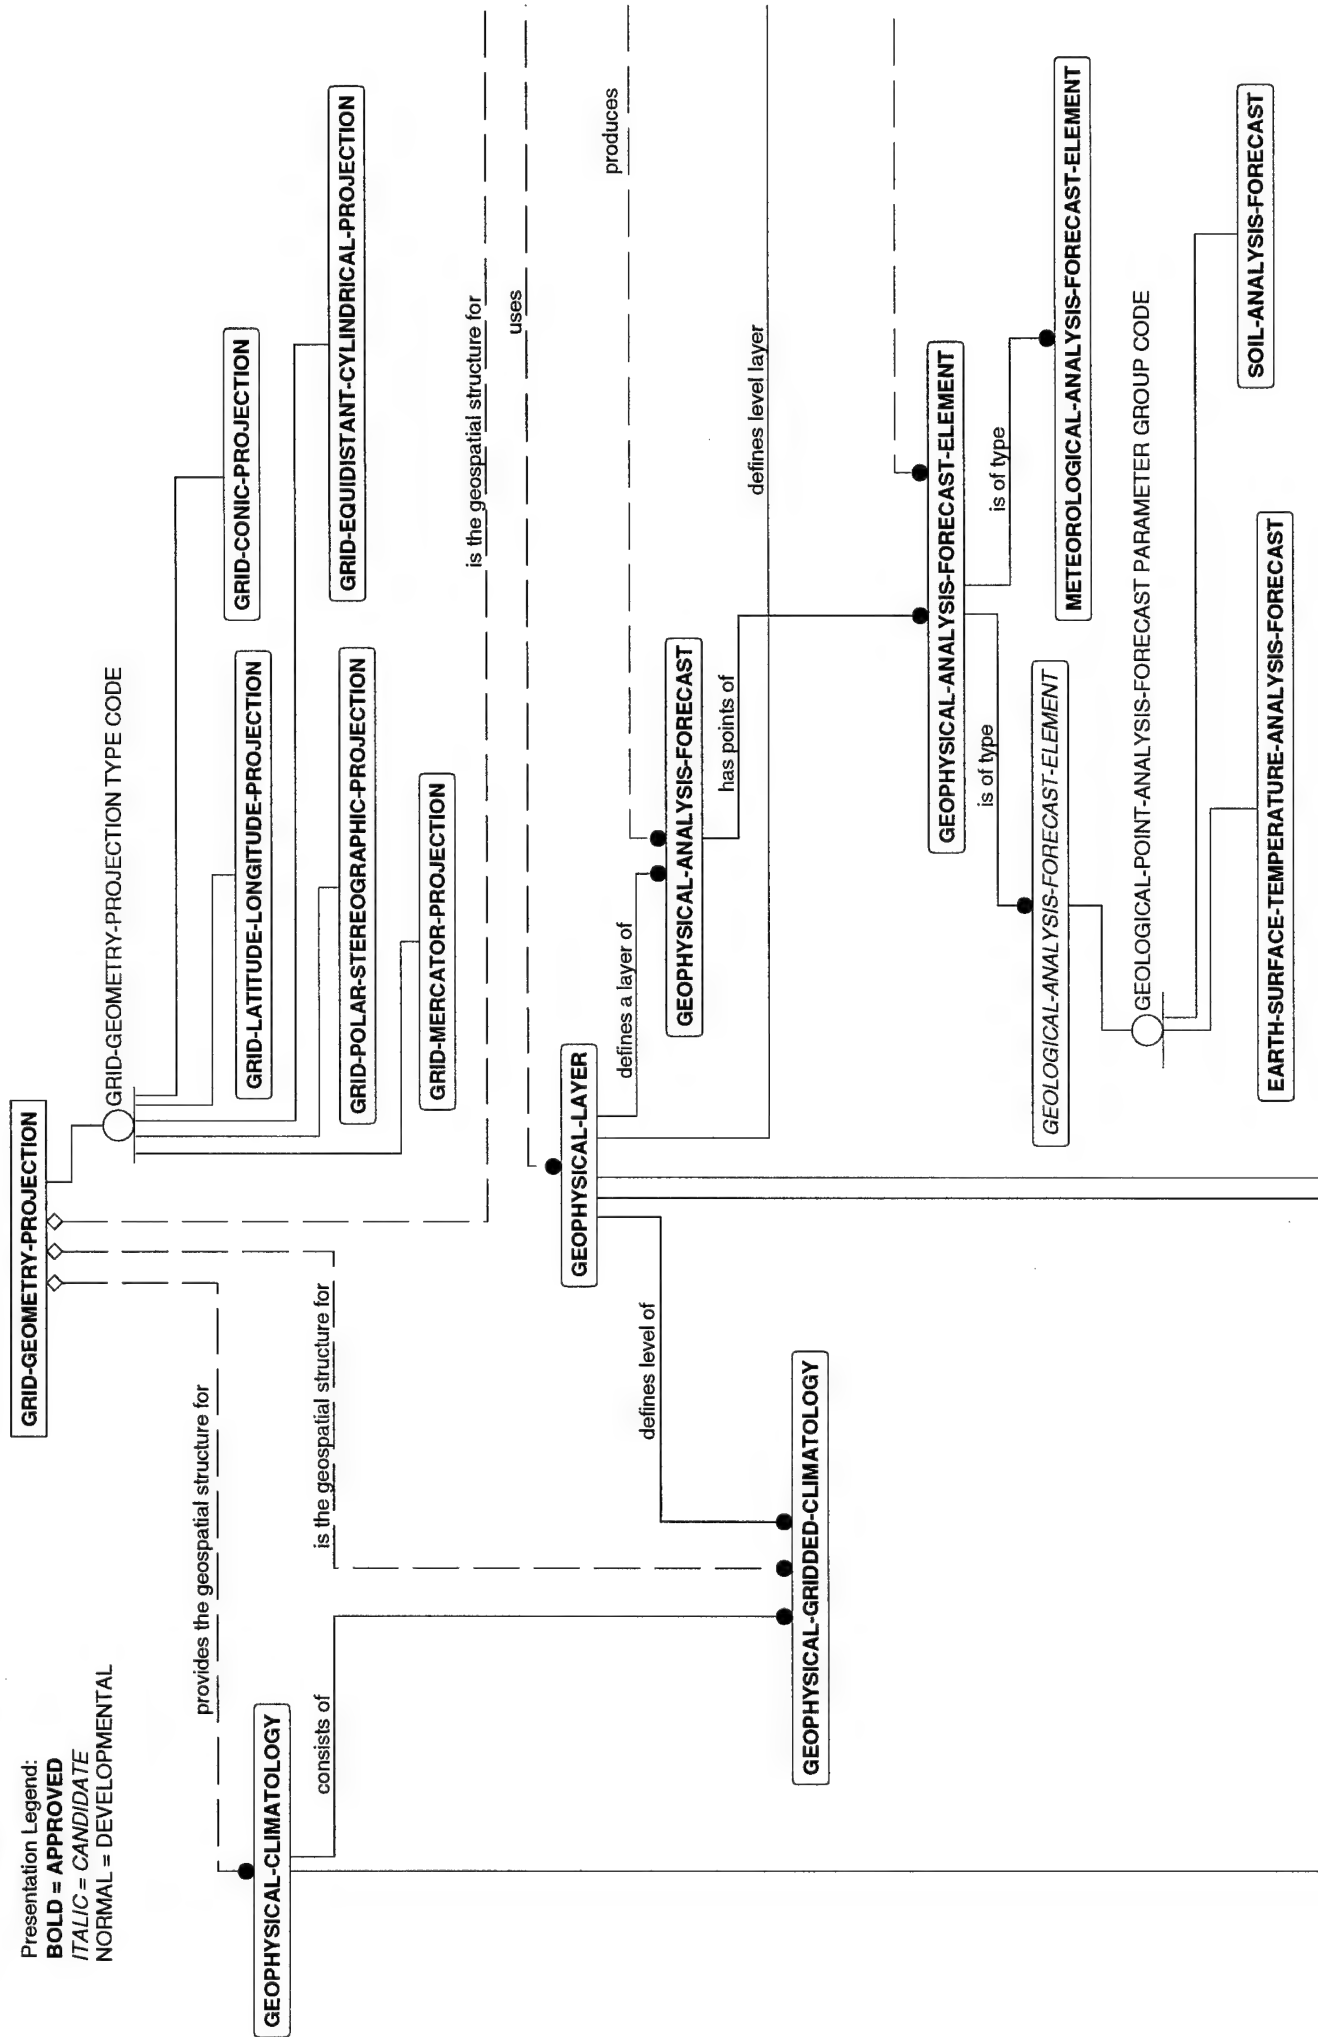 Presentation Legend:
BOLD = APPROVED
ITALIC = CANDIDATE
NORMAL = DEVELOPMENTAL
GRID-GEOMETRY-PROJECTION
GRID-GEOMETRY-PROJECTION TYPE CODE
provides the geospatial structure for
GRID-CONIC-PROJECTION
GRID-LATITUDE-LONGITUDE-PROJECTION
GEOPHYSICAL-CLIMATOLOGY
is the geospatial structure for
consists of
GRID-EQUIDISTANT-CYLINDRICAL-PROJECTION
GRID-POLAR-STEREOGRAPHIC-PROJECTION
GRID-MERCATOR-PROJECTION
is the geospatial structure for
uses
GEOPHYSICAL-LAYER
produces
defines a layer of
defines level of
GEOPHYSICAL-ANALYSIS-FORECAST
has points of
defines level layer
GEOPHYSICAL-GRIDDED-CLIMATOLOGY
GEOPHYSICAL-ANALYSIS-FORECAST-ELEMENT
is of type
is of type
GEOLOGICAL-ANALYSIS-FORECAST-ELEMENT
METEOROLOGICAL-ANALYSIS-FORECAST-ELEMENT
GEOLOGICAL-POINT-ANALYSIS-FORECAST PARAMETER GROUP CODE
SOIL-ANALYSIS-FORECAST
EARTH-SURFACE-TEMPERATURE-ANALYSIS-FORECAST